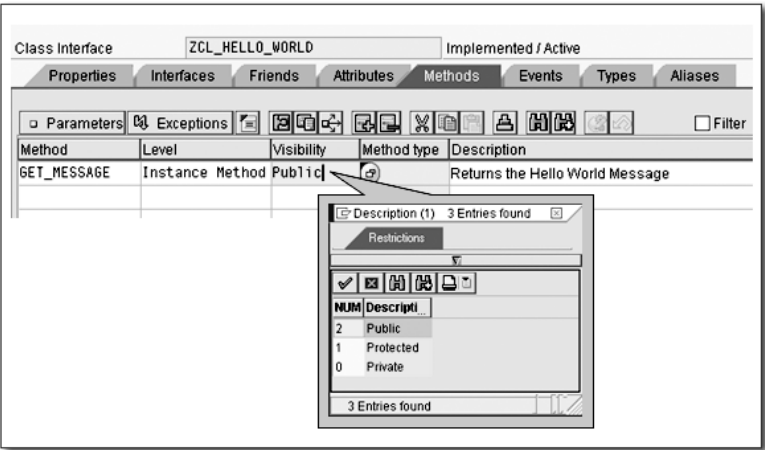 Class Interface ZCL_HELLO_WORLD Implemented / Active
Properties Interfaces Friends Attributes Methods Events Types Aliases
Parameters Exceptions Filter
Method Level Visibility Method type Description
GET_MESSAGE Instance Method Public Returns the Hello World Message
Description (1) 3 Entries found
Restrictions
NUM Descripti...
2 Public
1 Protected
0 Private
3 Entries found